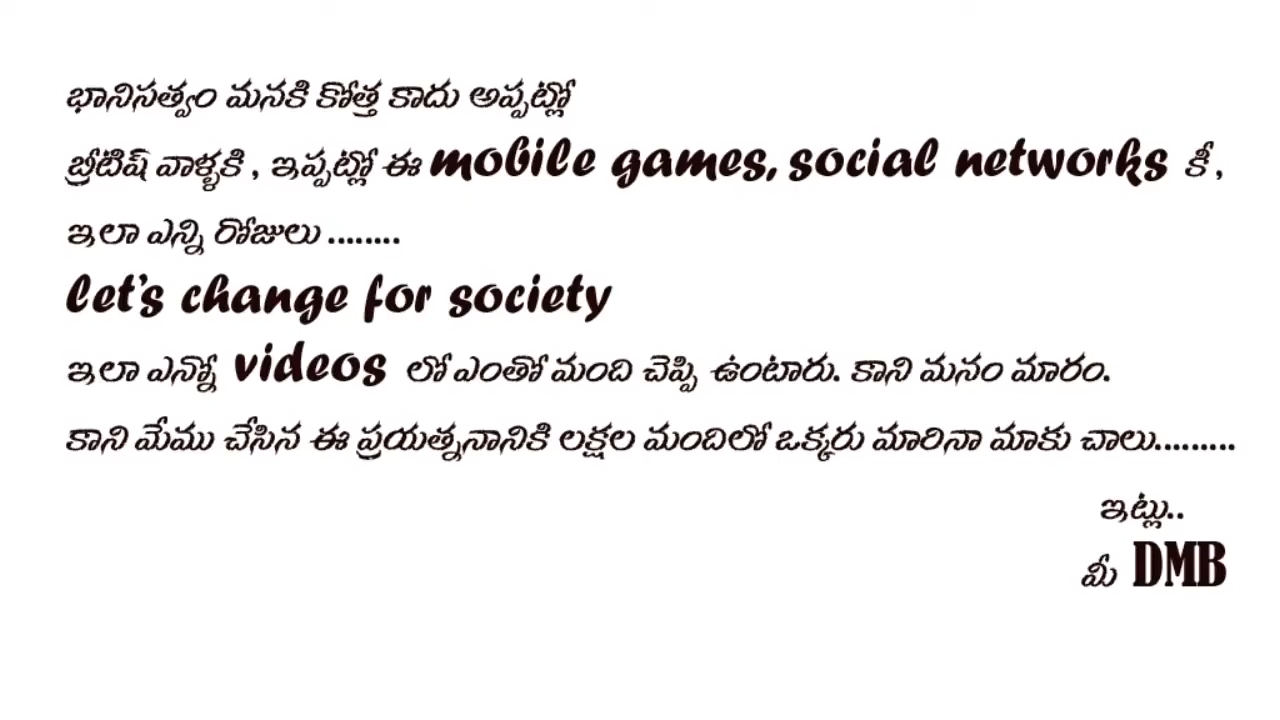 భానిసత్వం మనకి కోత్త కాదు అప్పట్లో
బ్రిటిష్ వాళ్ళకి , ఇప్పట్లో ఈ mobile games, social networks కీ ,
ఇలా ఎన్ని రోజులు ........
let's change for society
ఇలా ఎన్నో videos లో ఎంతో మంది చెప్పి ఉంటారు. కాని మనం మారం.
కాని మేము చేసిన ఈ ప్రయత్ననానికి లక్షల మందిలో ఒక్కరు మారినా మాకు చాలు.........
ఇట్లు..
మీ DMB